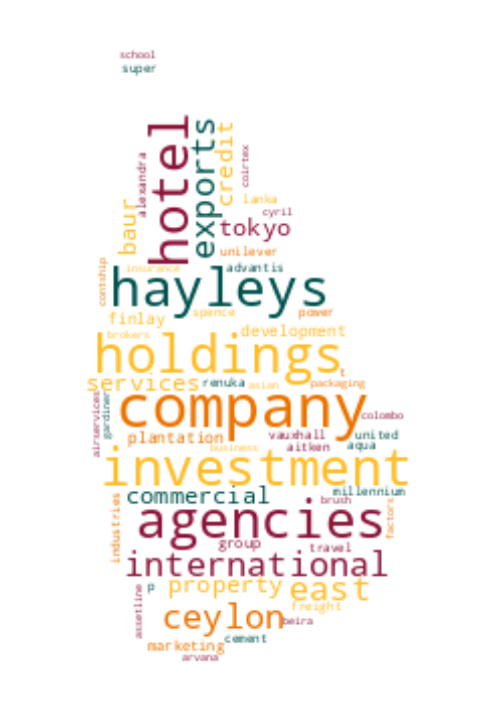 school
super
hotel
exports
credit
coirtex
alexandra
baur
lanka
cyril
tokyo
unilever
insurance
advantis
contship
hayleys
spence
power
finlay
development
brokers
holdings
t
services
renuka
asian
packaging
company
colombo
airservices
gardiner
plantation
vauxhall
united
business
aitken
aqua
investment
commercial
millennium
brush
industries
agencies
factors
group
travel
international
p
property
east
assetline
freight
ceylon
beira
cement
marketing
arvana